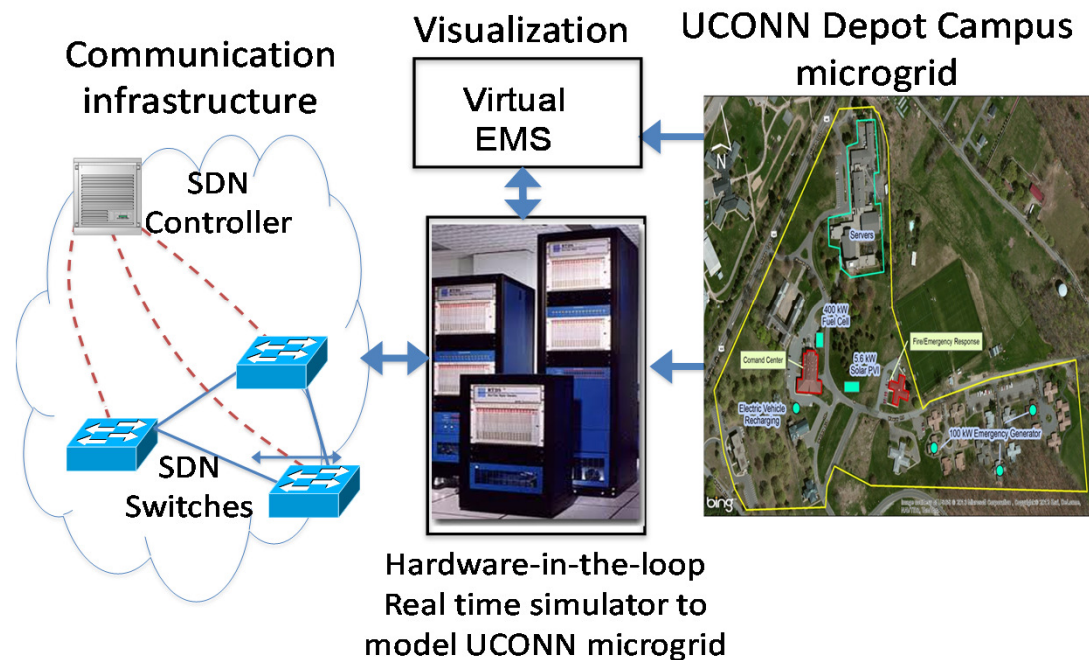 Communication
infrastructure
SDN
Controller
SDN
Switches
Visualization
Virtual
EMS
Hardware-in-the-loop
Real time simulator to
model UCONN microgrid
UCONN Depot Campus
microgrid
N
Servers
400 kW
Fuel Cell
Fire/Emergency Response
Comand Center
5.6 kW
Solar PVI
Electric Vehicle
Recharging
100 kW Emergency Generator
bing